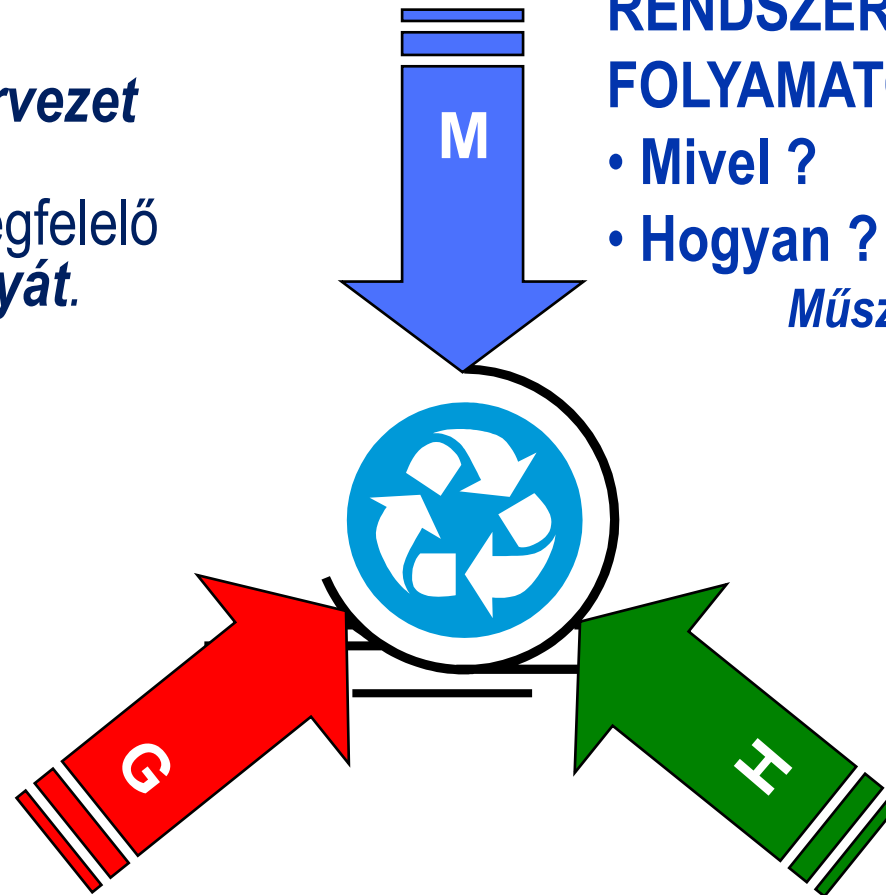 rvezet
egfelelő
yát.
M
RENDSZER
FOLYAMAT
• Mivel ?
• Hogyan ?
Műsz
G
H